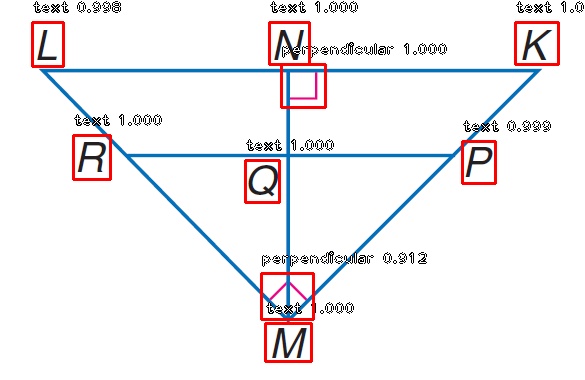 text 0.998 text 1.000 text 1.0
L N K
perpendicular 1.000
text 1.000 text 1.000 text 0.999
R Q P
perpendicular 0.912
text 1.000
M